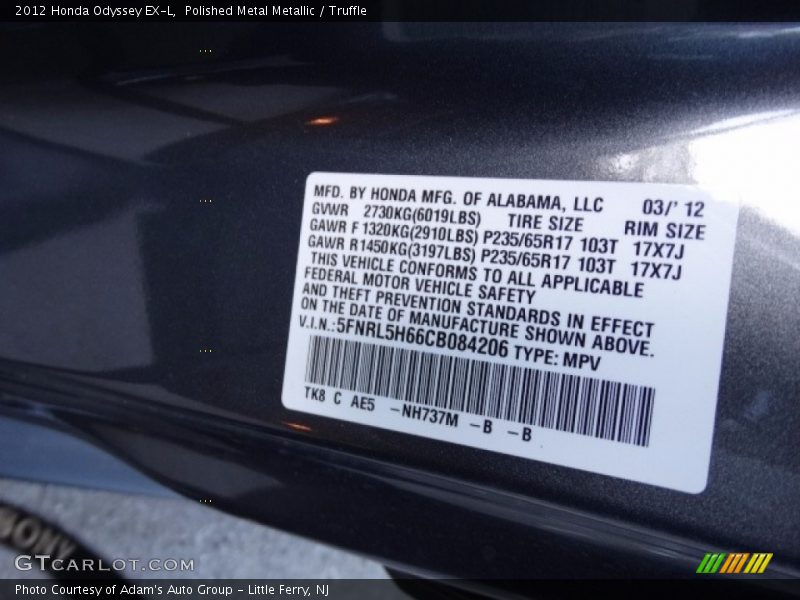 2012 Honda Odyssey EX-L, Polished Metal Metallic / Truffle
MFD. BY HONDA MFG. OF ALABAMA, LLC 03/' 12
GVWR 2730KG(6019LBS) TIRE SIZE RIM SIZE
GAWR F 1320KG(2910LBS) P235/65R17 103T 17X7J
GAWR R1450KG(3197LBS) P235/65R17 103T 17X7J
THIS VEHICLE CONFORMS TO ALL APPLICABLE
FEDERAL MOTOR VEHICLE SAFETY
AND THEFT PREVENTION STANDARDS IN EFFECT
ON THE DATE OF MANUFACTURE SHOWN ABOVE.
V.I.N.:5FNRL5H66CB084206 TYPE: MPV
TK8 C AE5 -NH737M -B -B
GTCARLOT.COM
Photo Courtesy of Adam's Auto Group - Little Ferry, NJ